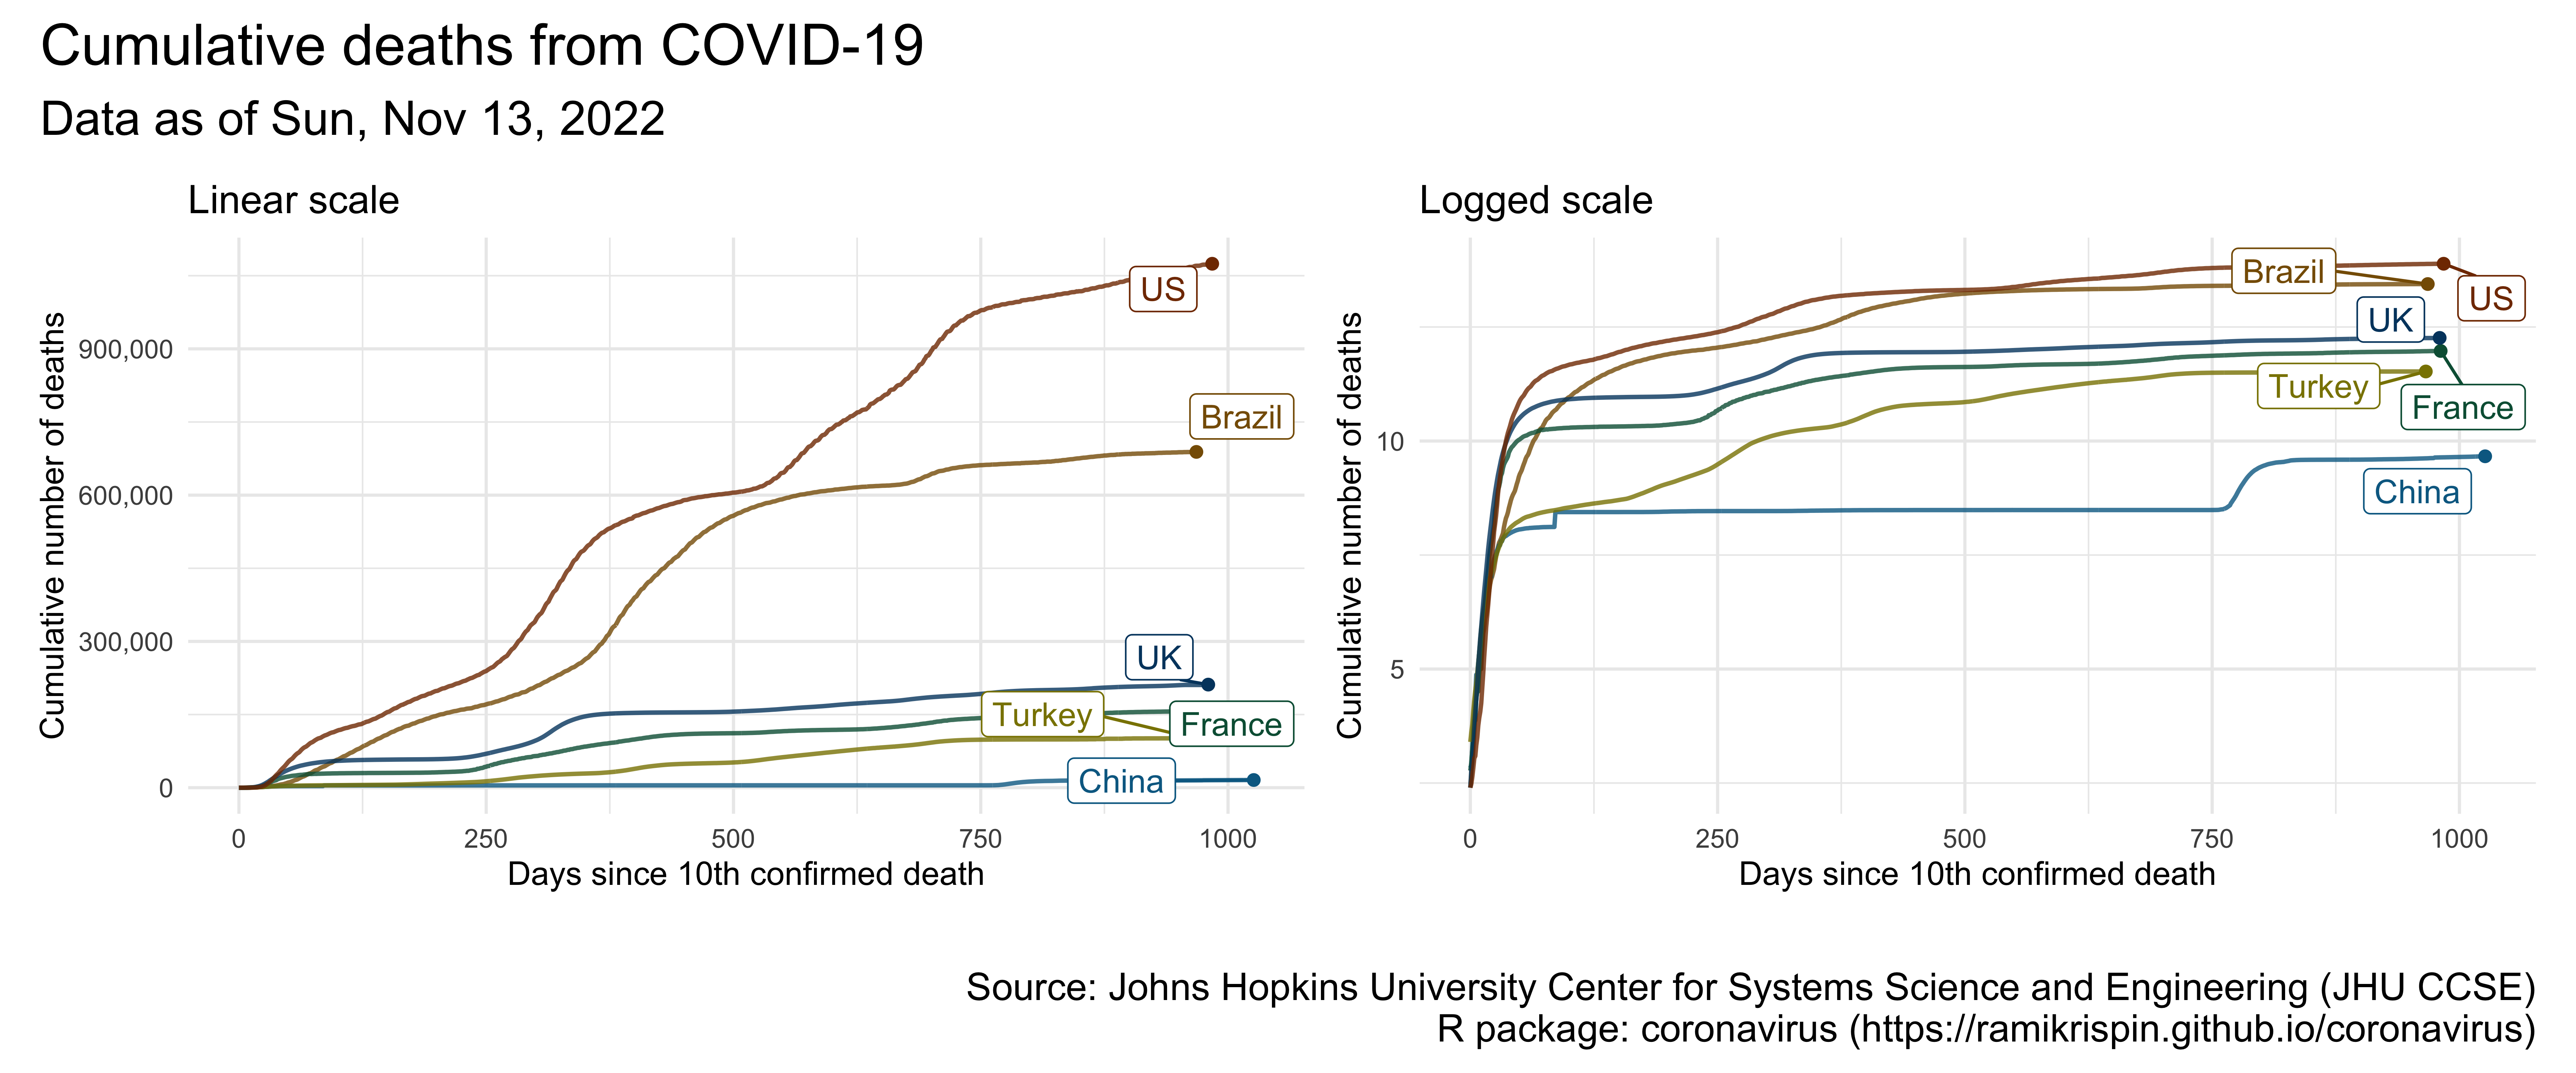 Cumulative deaths from COVID-19
Data as of Sun, Nov 13, 2022
Linear scale
Cumulative number of deaths
900,000
600,000
300,000
0
US
Brazil
UK
Turkey
France
China
0 250 500 750 1000
Days since 10th confirmed death
Logged scale
Cumulative number of deaths
10
5
Brazil
US
UK
Turkey
France
China
0 250 500 750 1000
Days since 10th confirmed death
Source: Johns Hopkins University Center for Systems Science and Engineering (JHU CCSE)
R package: coronavirus (https://ramikrispin.github.io/coronavirus)